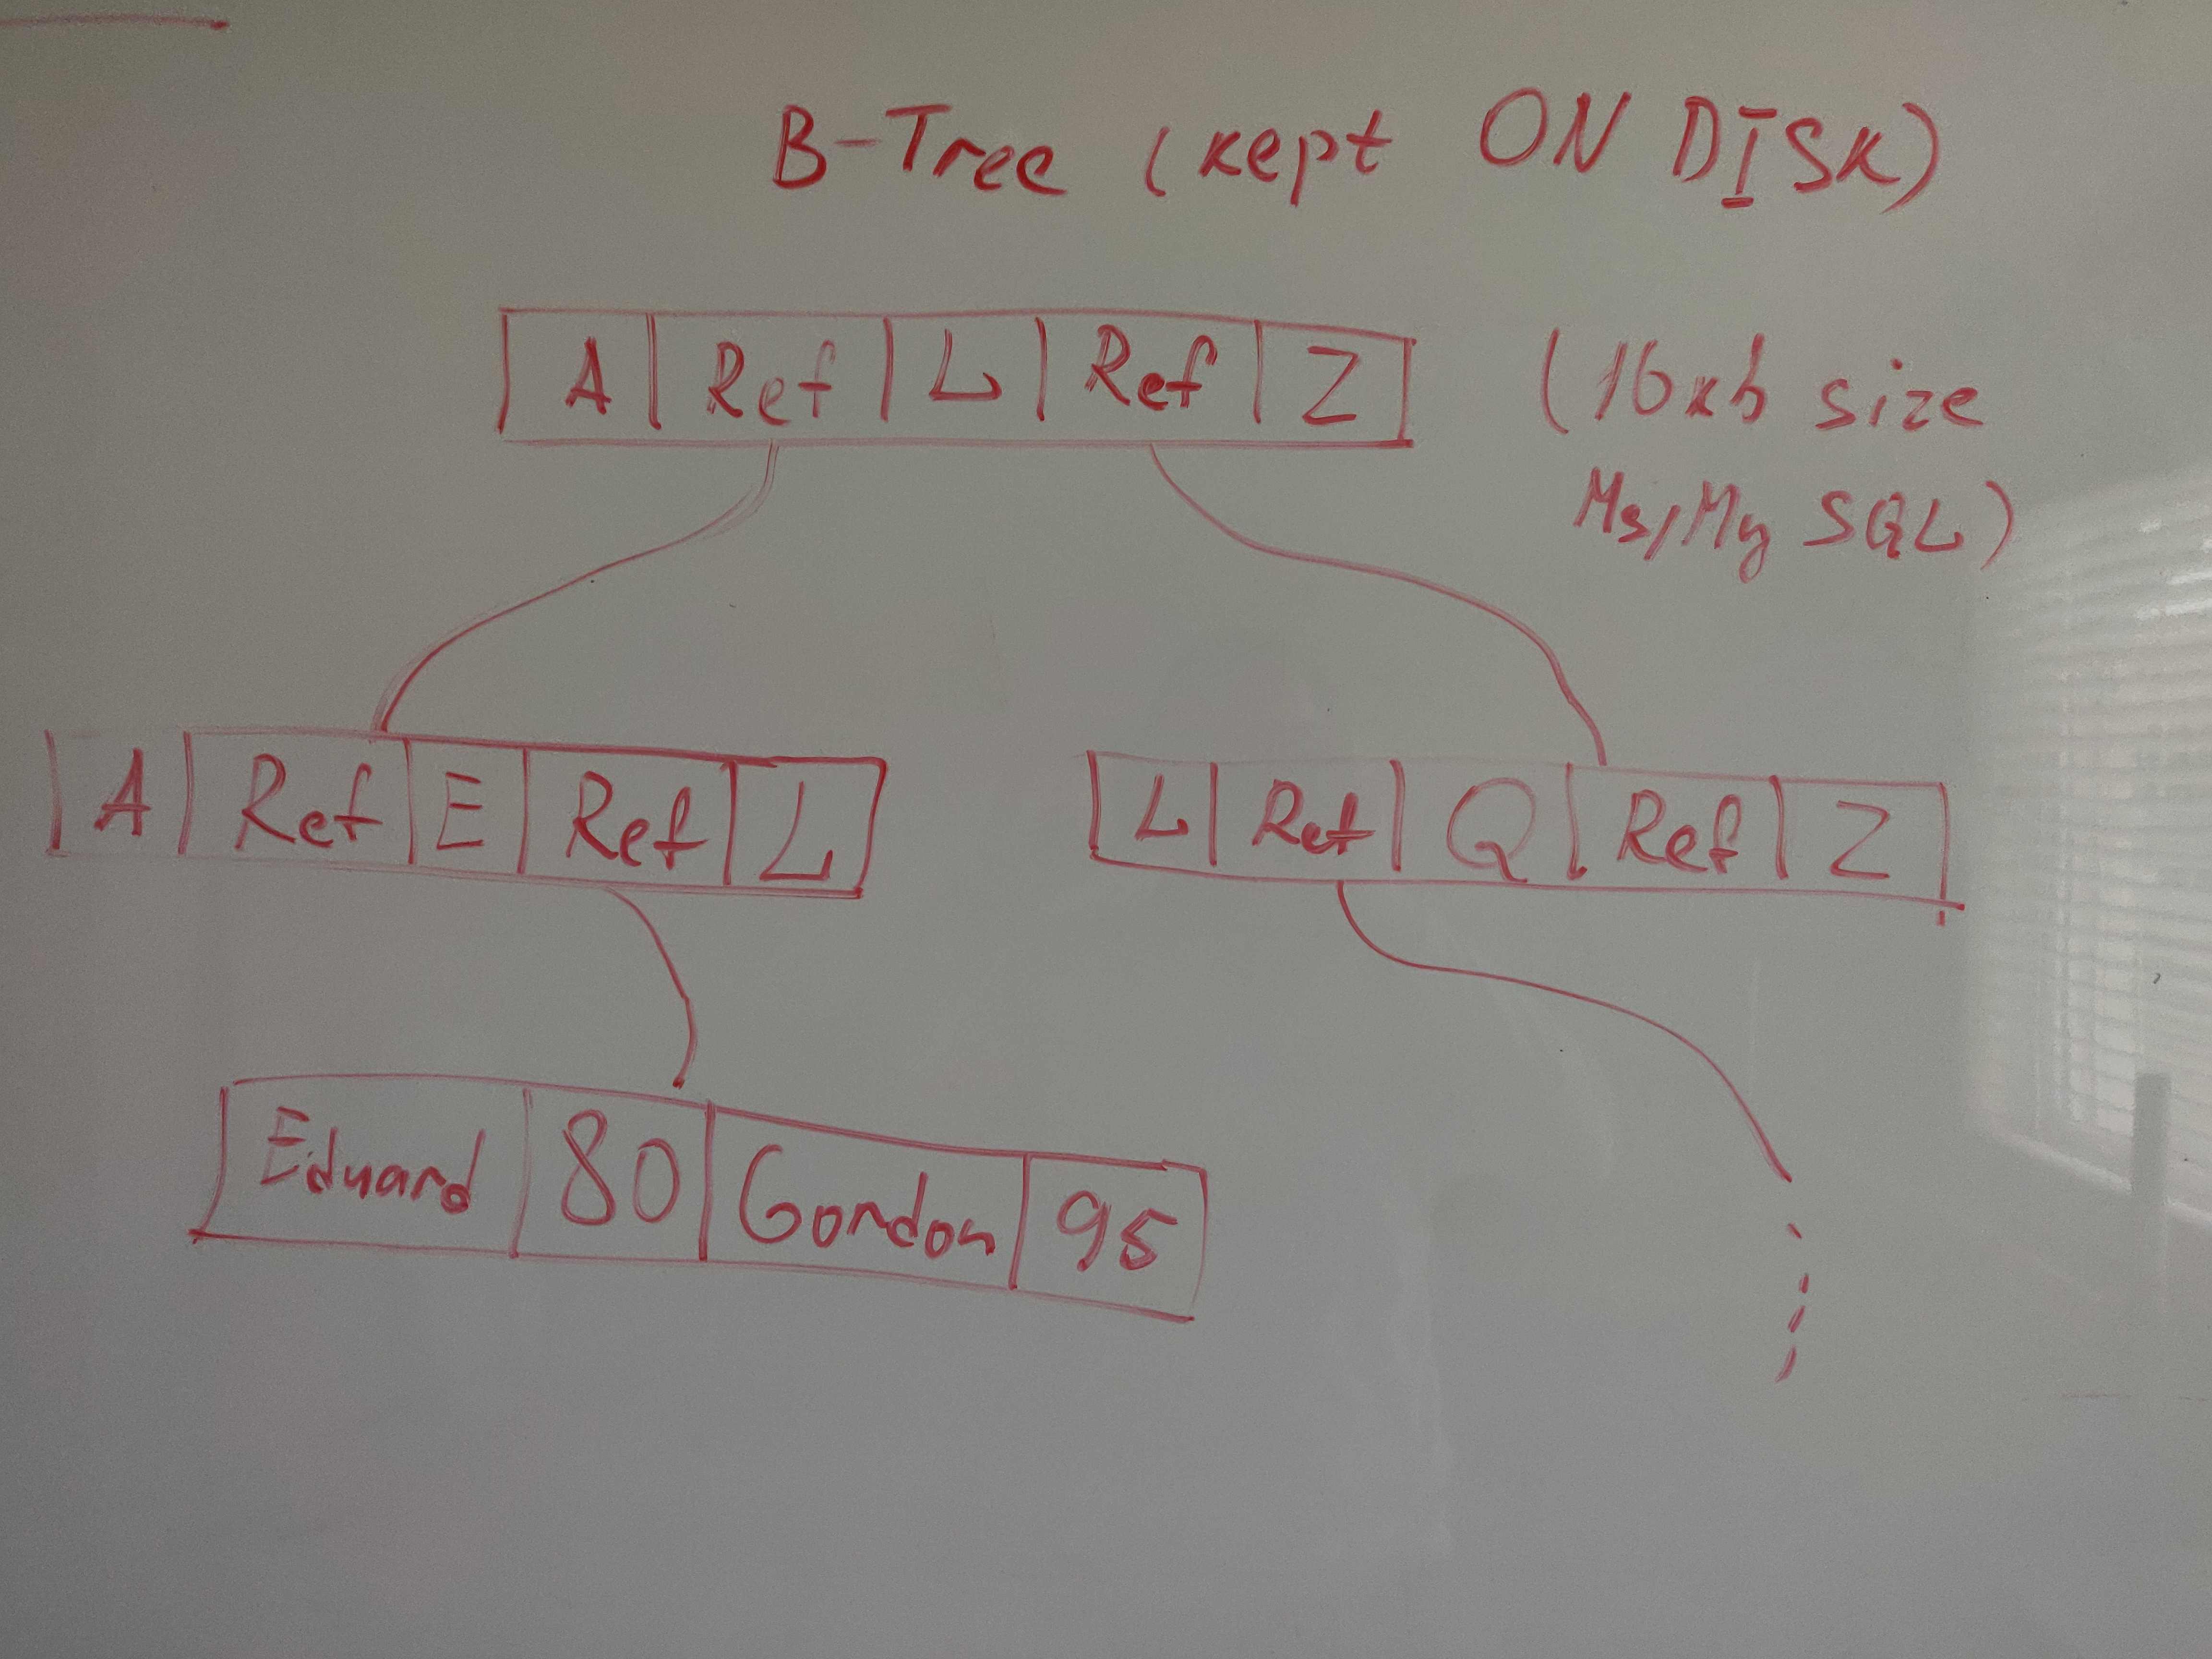 B-Tree (kept ON DISK)
A Ref L Ref Z
(16kb size
Ms/My SQL)
A Ref E Ref L
L Ref Q Ref Z
Eduard 80 Gordon 95